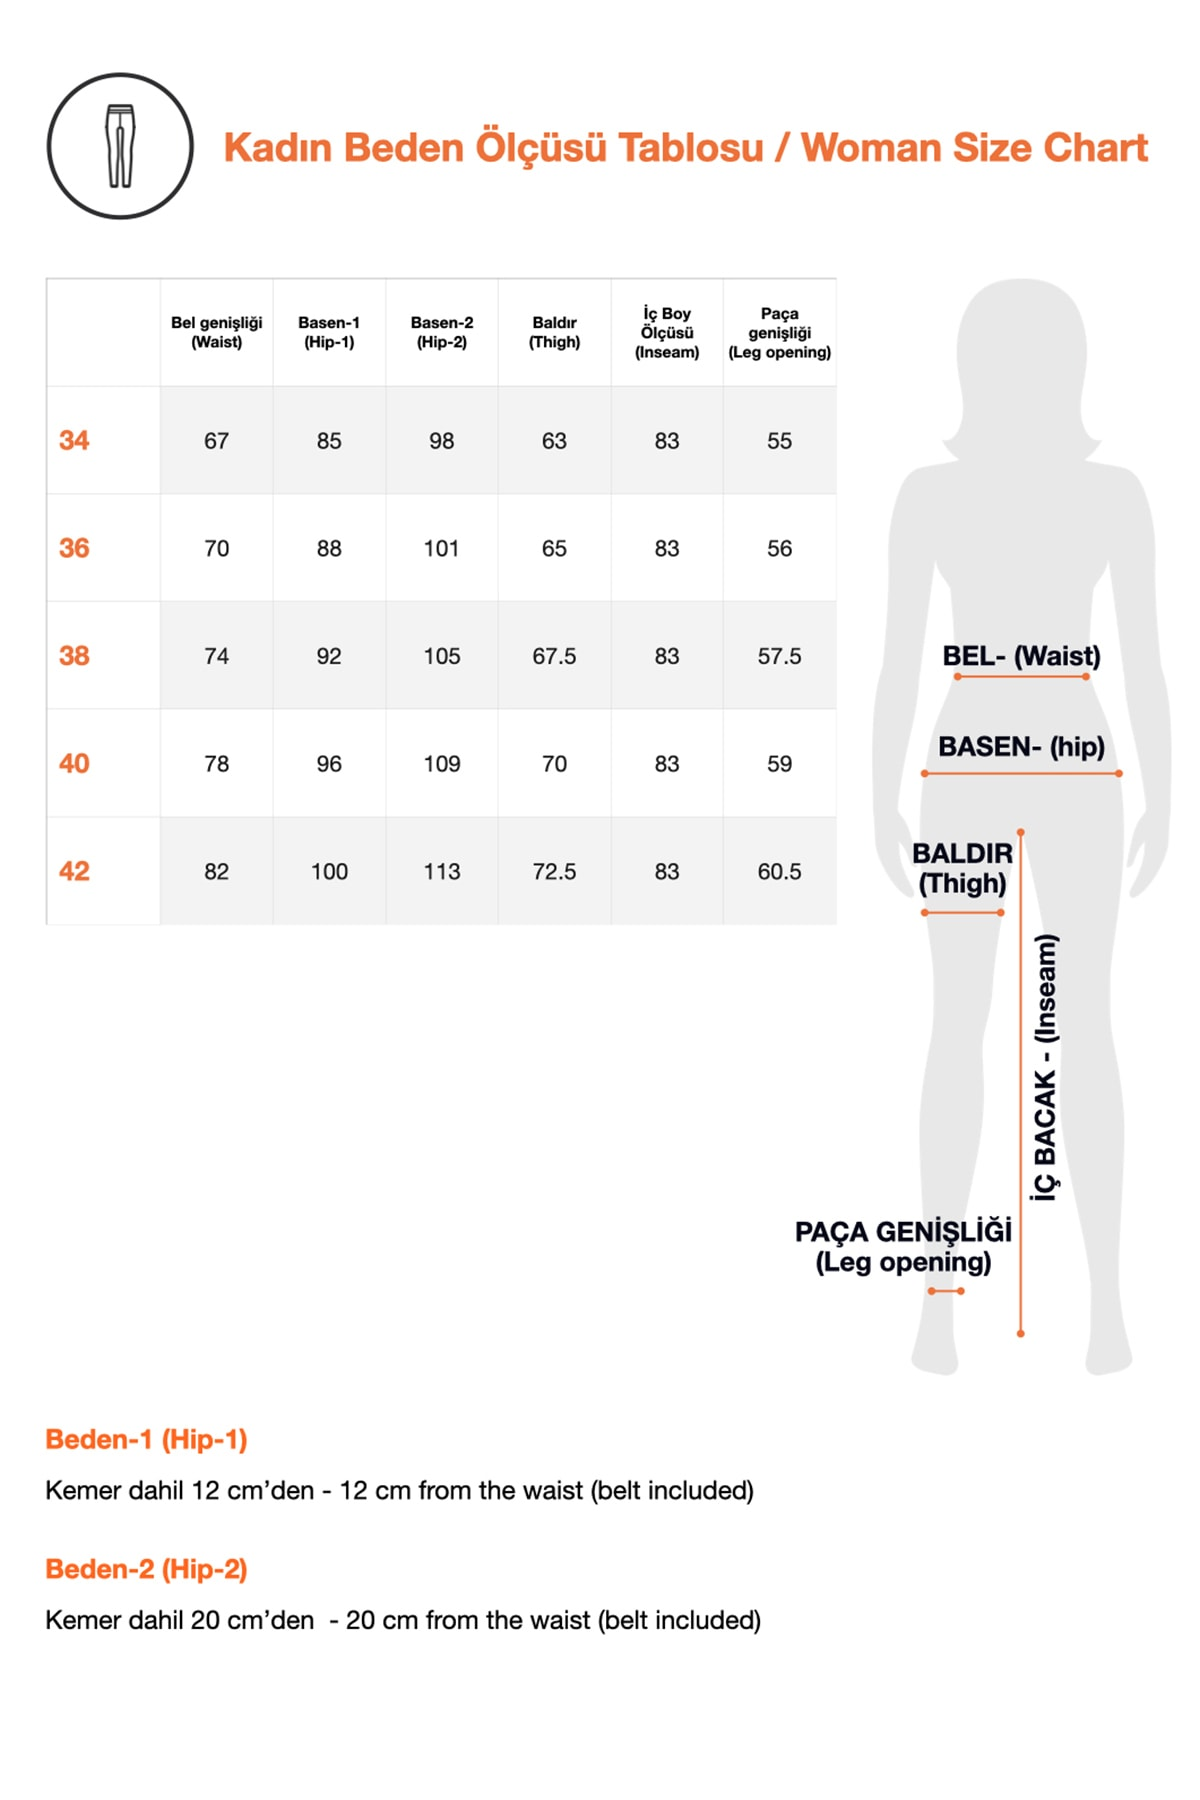 Kadın Beden Ölçüsü Tablosu / Woman Size Chart
Bel genişliği
(Waist)
Basen-1
(Hip-1)
Basen-2
(Hip-2)
Baldır
(Thigh)
İç Boy
Ölçüsü
(Inseam)
Paça
genişliği
(Leg opening)
34 67 85 98 63 83 55
36 70 88 101 65 83 56
38 74 92 105 67.5 83 57.5
40 78 96 109 70 83 59
42 82 100 113 72.5 83 60.5
BEL- (Waist)
BASEN- (hip)
BALDIR
(Thigh)
İÇ BACAK - (Inseam)
PAÇA GENİŞLİĞİ
(Leg opening)
Beden-1 (Hip-1)
Kemer dahil 12 cm’den - 12 cm from the waist (belt included)
Beden-2 (Hip-2)
Kemer dahil 20 cm’den  - 20 cm from the waist (belt included)